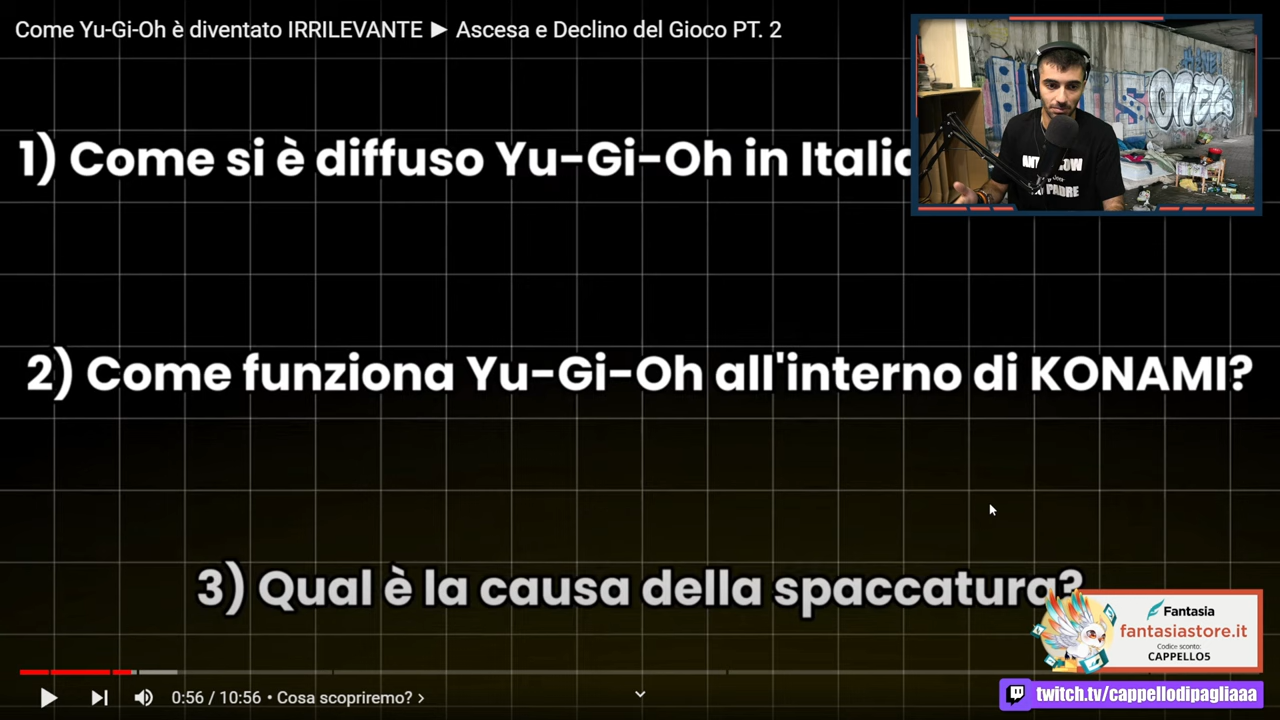 Come Yu-Gi-Oh è diventato IRRILEVANTE ► Ascesa e Declino del Gioco PT. 2
1) Come si è diffuso Yu-Gi-Oh in Italia
2) Come funziona Yu-Gi-Oh all'interno di KONAMI?
3) Qual è la causa della spaccatura?
Fantasia
fantasiastore.it
Codice sconto:
CAPPELLO5
0:56 / 10:56 • Cosa scopriremo? ›
twitch.tv/cappellodipagliaaa